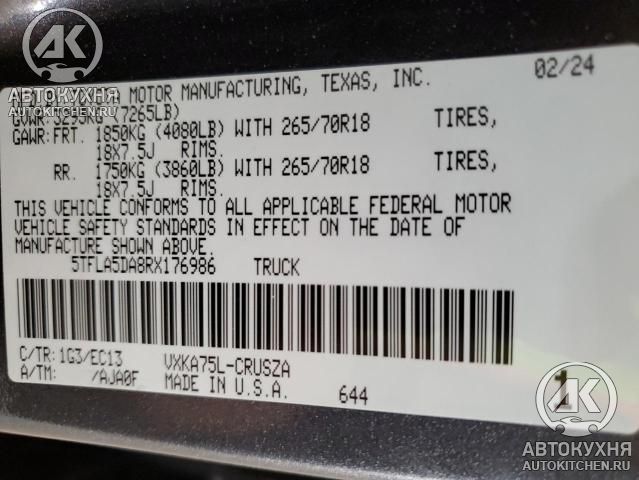 АВТОКУХНЯ
AUTOKITCHEN.RU
MOTOR MANUFACTURING, TEXAS, INC. 02/24
GVWR: (7265LB)
GAWR: FRT. 1850KG (4080LB) WITH 265/70R18 TIRES,
18X7.5J RIMS.
RR. 1750KG (3860LB) WITH 265/70R18 TIRES,
18X7.5J RIMS.
THIS VEHICLE CONFORMS TO ALL APPLICABLE FEDERAL MOTOR
VEHICLE SAFETY STANDARDS IN EFFECT ON THE DATE OF
MANUFACTURE SHOWN ABOVE.
5TFLA5DA8RX176986 TRUCK
C/TR: 1G3/EC13 VXKA75L-CRUSZA
A/TM: /AJA0F MADE IN U.S.A. 644
АВТОКУХНЯ
AUTOKITCHEN.RU